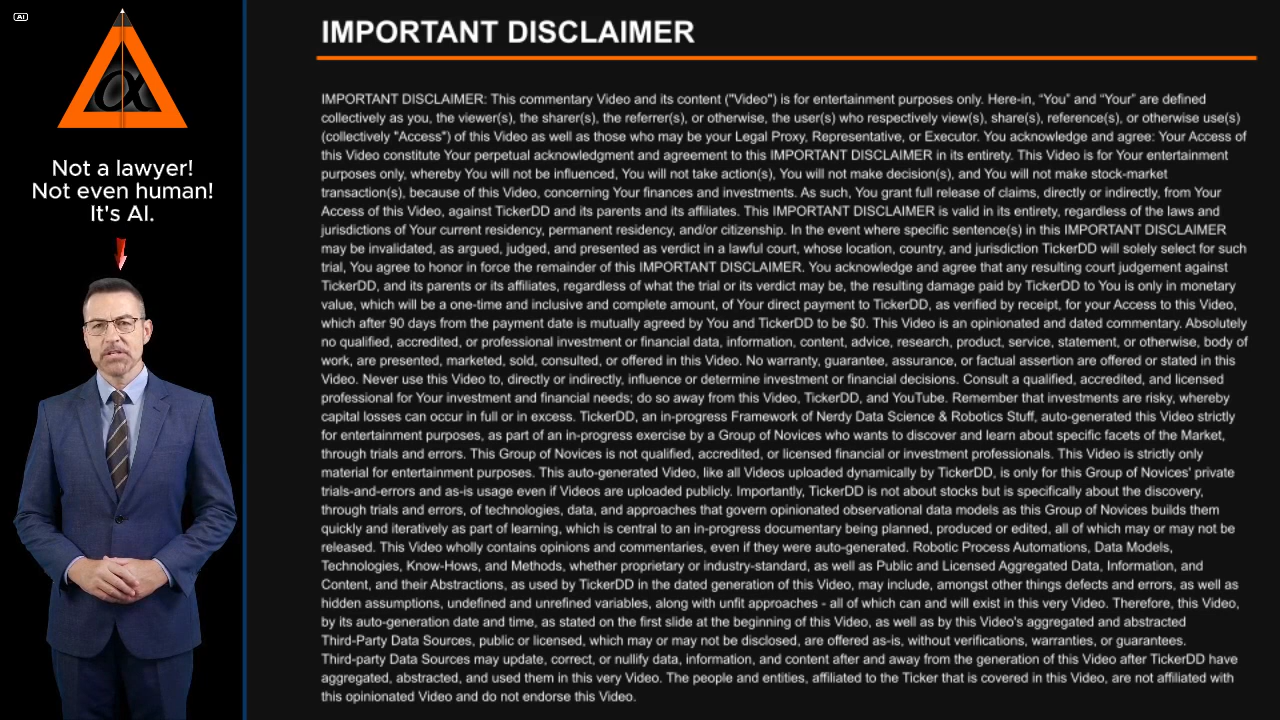 AI
α
Not a lawyer!
Not even human!
It's AI.
IMPORTANT DISCLAIMER
IMPORTANT DISCLAIMER: This commentary Video and its content ("Video") is for entertainment purposes only. Here-in, “You” and “Your” are defined
collectively as you, the viewer(s), the sharer(s), the referrer(s), or otherwise, the user(s) who respectively view(s), share(s), reference(s), or otherwise use(s)
(collectively "Access") of this Video as well as those who may be your Legal Proxy, Representative, or Executor. You acknowledge and agree: Your Access of
this Video constitute Your perpetual acknowledgment and agreement to this IMPORTANT DISCLAIMER in its entirety. This Video is for Your entertainment
purposes only, whereby You will not be influenced, You will not take action(s), You will not make decision(s), and You will not make stock-market
transaction(s), because of this Video, concerning Your finances and investments. As such, You grant full release of claims, directly or indirectly, from Your
Access of this Video, against TickerDD and its parents and its affiliates. This IMPORTANT DISCLAIMER is valid in its entirety, regardless of the laws and
jurisdictions of Your current residency, permanent residency, and/or citizenship. In the event where specific sentence(s) in this IMPORTANT DISCLAIMER
may be invalidated, as argued, judged, and presented as verdict in a lawful court, whose location, country, and jurisdiction TickerDD will solely select for such
trial, You agree to honor in force the remainder of this IMPORTANT DISCLAIMER. You acknowledge and agree that any resulting court judgement against
TickerDD, and its parents or its affiliates, regardless of what the trial or its verdict may be, the resulting damage paid by TickerDD to You is only in monetary
value, which will be a one-time and inclusive and complete amount, of Your direct payment to TickerDD, as verified by receipt, for your Access to this Video,
which after 90 days from the payment date is mutually agreed by You and TickerDD to be $0. This Video is an opinionated and dated commentary. Absolutely
no qualified, accredited, or professional investment or financial data, information, content, advice, research, product, service, statement, or otherwise, body of
work, are presented, marketed, sold, consulted, or offered in this Video. No warranty, guarantee, assurance, or factual assertion are offered or stated in this
Video. Never use this Video to, directly or indirectly, influence or determine investment or financial decisions. Consult a qualified, accredited, and licensed
professional for Your investment and financial needs; do so away from this Video, TickerDD, and YouTube. Remember that investments are risky, whereby
capital losses can occur in full or in excess. TickerDD, an in-progress Framework of Nerdy Data Science & Robotics Stuff, auto-generated this Video strictly
for entertainment purposes, as part of an in-progress exercise by a Group of Novices who wants to discover and learn about specific facets of the Market,
through trials and errors. This Group of Novices is not qualified, accredited, or licensed financial or investment professionals. This Video is strictly only
material for entertainment purposes. This auto-generated Video, like all Videos uploaded dynamically by TickerDD, is only for this Group of Novices' private
trials-and-errors and as-is usage even if Videos are uploaded publicly. Importantly, TickerDD is not about stocks but is specifically about the discovery,
through trials and errors, of technologies, data, and approaches that govern opinionated observational data models as this Group of Novices builds them
quickly and iteratively as part of learning, which is central to an in-progress documentary being planned, produced or edited, all of which may or may not be
released. This Video wholly contains opinions and commentaries, even if they were auto-generated. Robotic Process Automations, Data Models,
Technologies, Know-Hows, and Methods, whether proprietary or industry-standard, as well as Public and Licensed Aggregated Data, Information, and
Content, and their Abstractions, as used by TickerDD in the dated generation of this Video, may include, amongst other things defects and errors, as well as
hidden assumptions, undefined and unrefined variables, along with unfit approaches - all of which can and will exist in this very Video. Therefore, this Video,
by its auto-generation date and time, as stated on the first slide at the beginning of this Video, as well as by this Video's aggregated and abstracted
Third-Party Data Sources, public or licensed, which may or may not be disclosed, are offered as-is, without verifications, warranties, or guarantees.
Third-party Data Sources may update, correct, or nullify data, information, and content after and away from the generation of this Video after TickerDD have
aggregated, abstracted, and used them in this very Video. The people and entities, affiliated to the Ticker that is covered in this Video, are not affiliated with
this opinionated Video and do not endorse this Video.